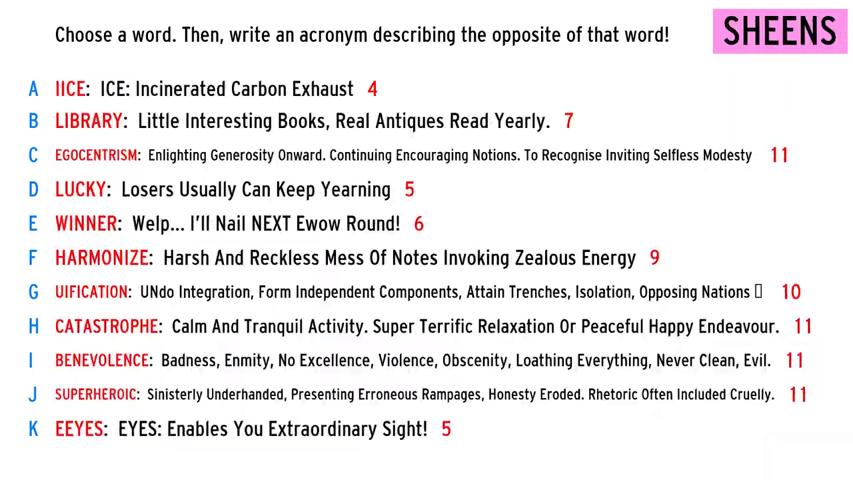 Choose a word. Then, write an acronym describing the opposite of that word!
SHEENS
A IICE: ICE: Incinerated Carbon Exhaust 4
B LIBRARY: Little Interesting Books, Real Antiques Read Yearly. 7
C EGOCENTRISM: Enlighting Generosity Onward. Continuing Encouraging Notions. To Recognise Inviting Selfless Modesty 11
D LUCKY: Losers Usually Can Keep Yearning 5
E WINNER: Welp... I'll Nail NEXT Ewow Round! 6
F HARMONIZE: Harsh And Reckless Mess Of Notes Invoking Zealous Energy 9
G UIFICATION: UNdo Integration, Form Independent Components, Attain Trenches, Isolation, Opposing Nations 10
H CATASTROPHE: Calm And Tranquil Activity. Super Terrific Relaxation Or Peaceful Happy Endeavour. 11
I BENEVOLENCE: Badness, Enmity, No Excellence, Violence, Obscenity, Loathing Everything, Never Clean, Evil. 11
J SUPERHEROIC: Sinisterly Underhanded, Presenting Erroneous Rampages, Honesty Eroded. Rhetoric Often Included Cruelly. 11
K EEYES: EYES: Enables You Extraordinary Sight! 5